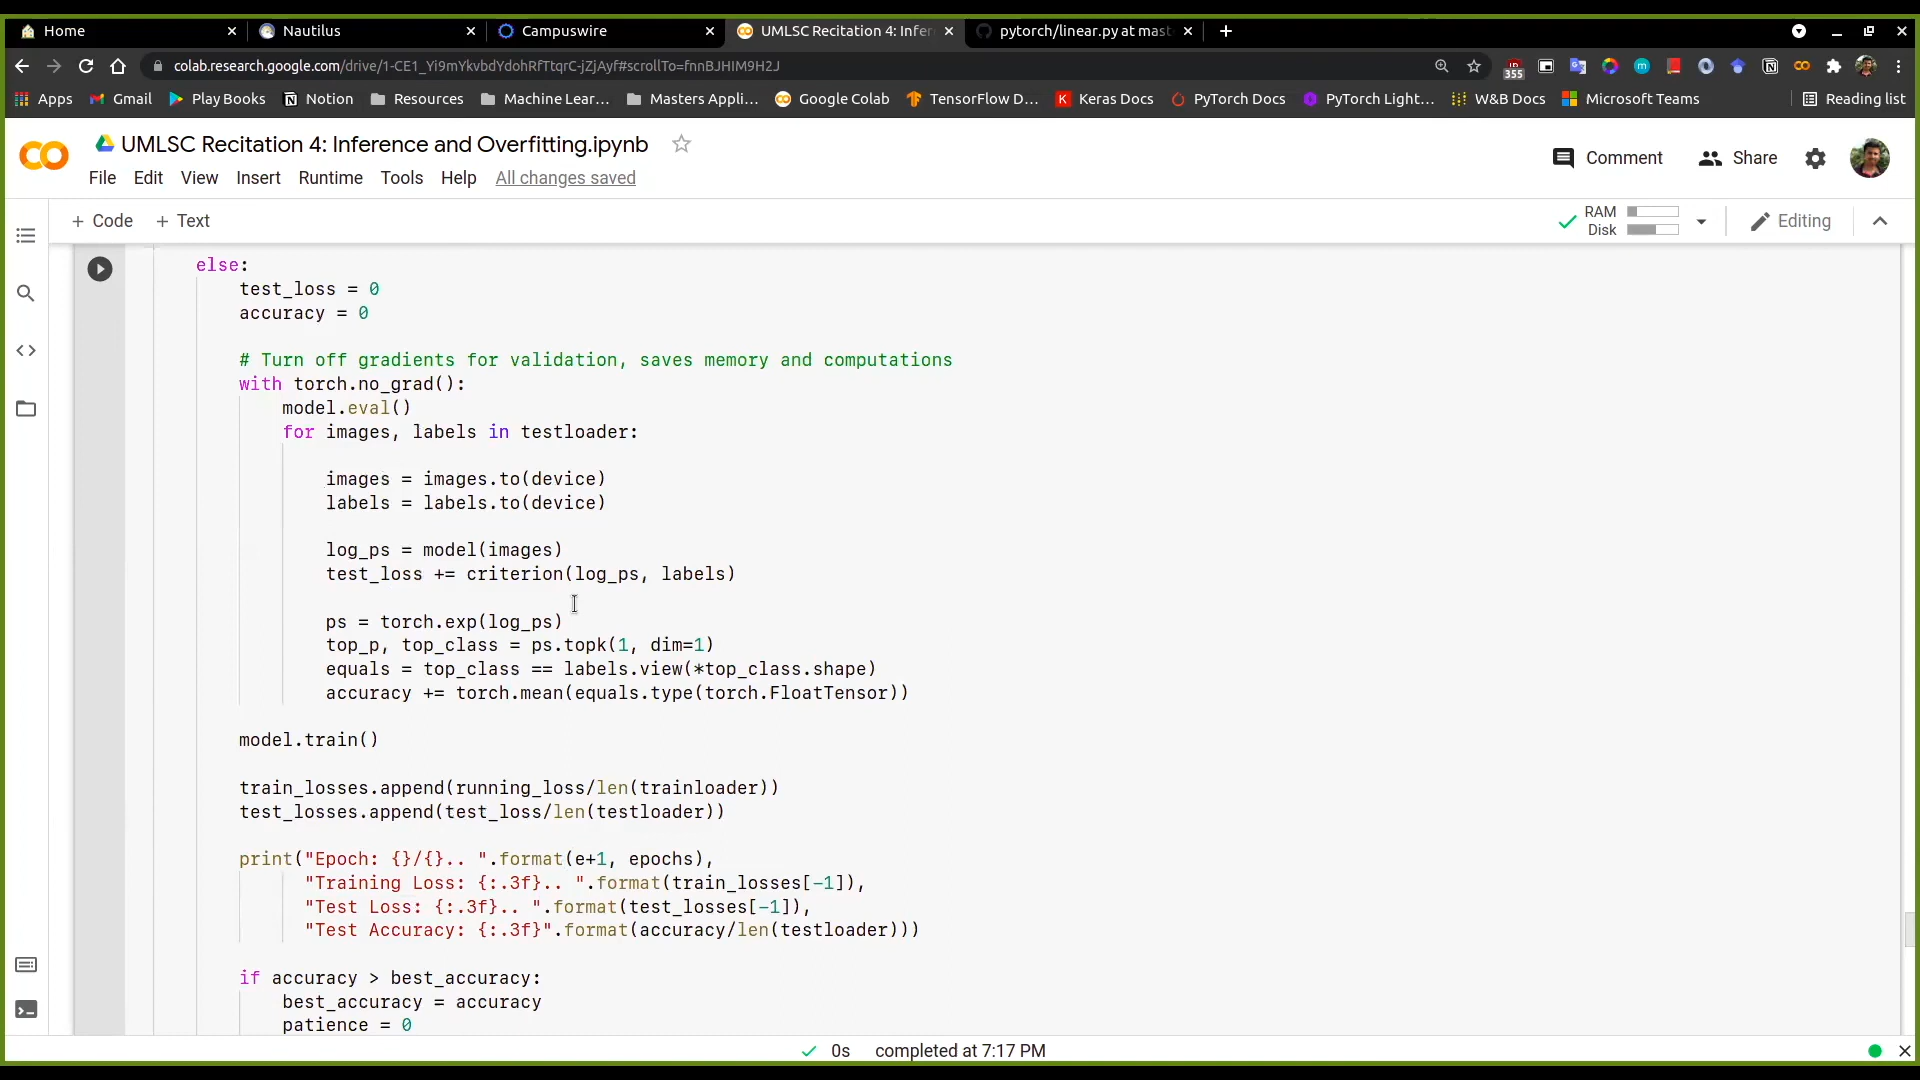 Home
Nautilus
Campuswire
UMLSC Recitation 4: Infer
pytorch/linear.py at mast
colab.research.google.com/drive/1-CE1_Yi9mYkvbdYdohRfTtqrC-jZjAyf#scrollTo=fnnBJHIM9H2J
355
Apps
Gmail
Play Books
Notion
Resources
Machine Lear...
Masters Appli...
Google Colab
TensorFlow D...
Keras Docs
PyTorch Docs
PyTorch Light...
W&B Docs
Microsoft Teams
Reading list
UMLSC Recitation 4: Inference and Overfitting.ipynb
Comment
Share
File Edit View Insert Runtime Tools Help All changes saved
+ Code + Text
RAM
Disk
Editing
else:
test_loss = 0
accuracy = 0
# Turn off gradients for validation, saves memory and computations
with torch.no_grad():
model.eval()
for images, labels in testloader:
images = images.to(device)
labels = labels.to(device)
log_ps = model(images)
test_loss += criterion(log_ps, labels)
ps = torch.exp(log_ps)
top_p, top_class = ps.topk(1, dim=1)
equals = top_class == labels.view(*top_class.shape)
accuracy += torch.mean(equals.type(torch.FloatTensor))
model.train()
train_losses.append(running_loss/len(trainloader))
test_losses.append(test_loss/len(testloader))
print("Epoch: {}/{}.. ".format(e+1, epochs),
"Training Loss: {:.3f}.. ".format(train_losses[-1]),
"Test Loss: {:.3f}.. ".format(test_losses[-1]),
"Test Accuracy: {:.3f}".format(accuracy/len(testloader)))
if accuracy > best_accuracy:
best_accuracy = accuracy
patience = 0
0s completed at 7:17 PM